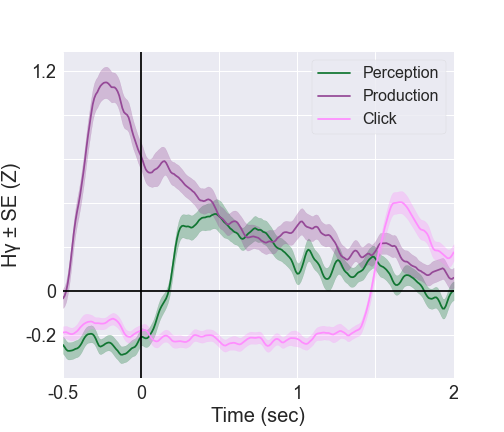 Hγ ± SE (Z)
1.2
0
-0.2
Perception
Production
Click
-0.5
0
1
2
Time (sec)